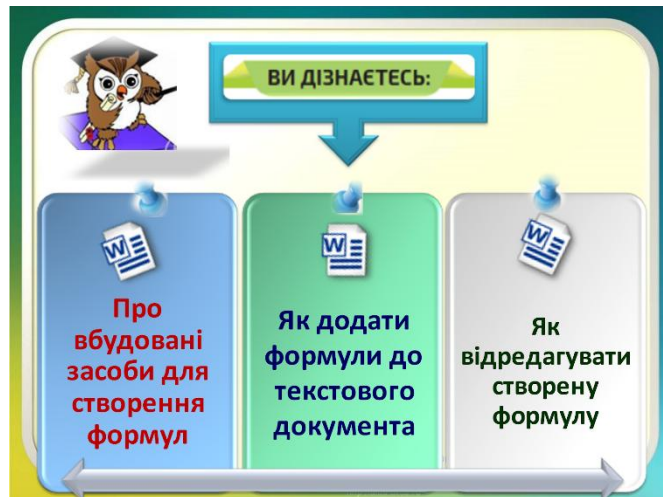 ВИ ДІЗНАЄТЕСЬ:
W
W
W
Про
вбудовані
засоби для
створення
формул
Як додати
формули до
текстового
документа
Як
відредагувати
створену
формулу